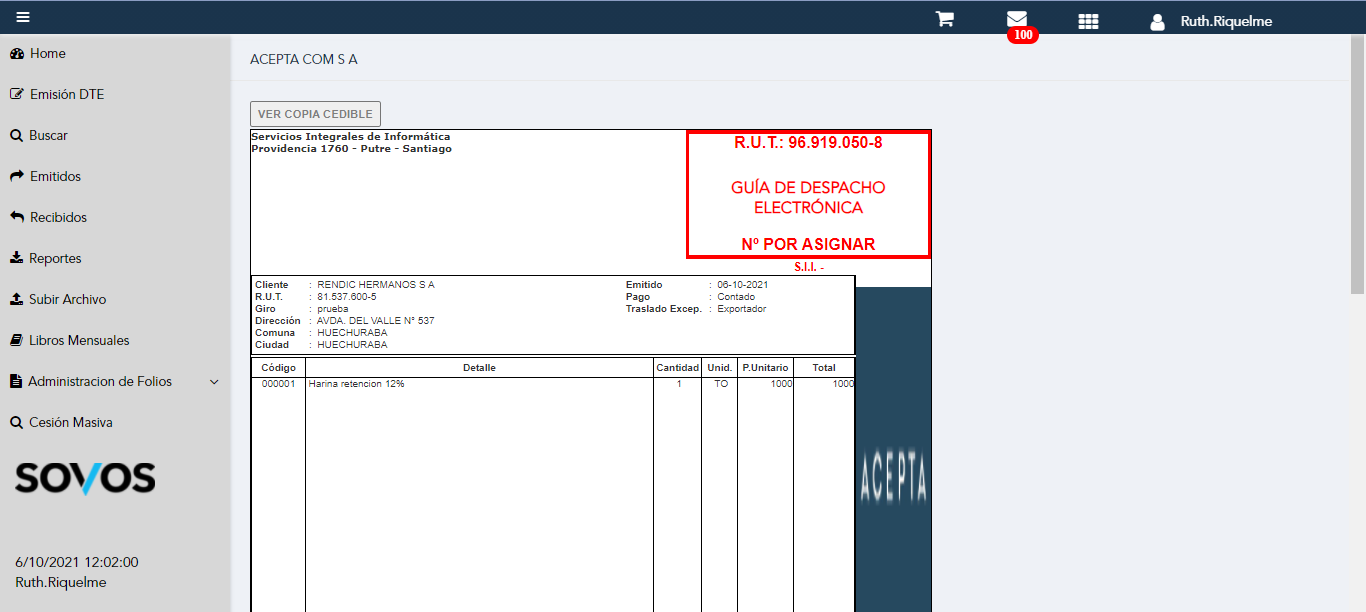 Ruth.Riquelme
100
Home
Emisión DTE
Buscar
Emitidos
Recibidos
Reportes
Subir Archivo
Libros Mensuales
Administracion de Folios
Cesión Masiva
SOVOS
6/10/2021 12:02:00
Ruth.Riquelme
ACEPTA COM S A
VER COPIA CEDIBLE
Servicios Integrales de Informática
Providencia 1760 - Putre - Santiago
R.U.T.: 96.919.050-8
GUÍA DE DESPACHO
ELECTRÓNICA
Nº POR ASIGNAR
S.I.I. -
Cliente : RENDIC HERMANOS S A Emitido : 06-10-2021
R.U.T. : 81.537.600-5 Pago : Contado
Giro : prueba Traslado Excep. : Exportador
Dirección : AVDA. DEL VALLE N° 537
Comuna : HUECHURABA
Ciudad : HUECHURABA
Código Detalle Cantidad Unid. P.Unitario Total
000001 Harina retencion 12% 1 TO 1000 1000
ACEPTA